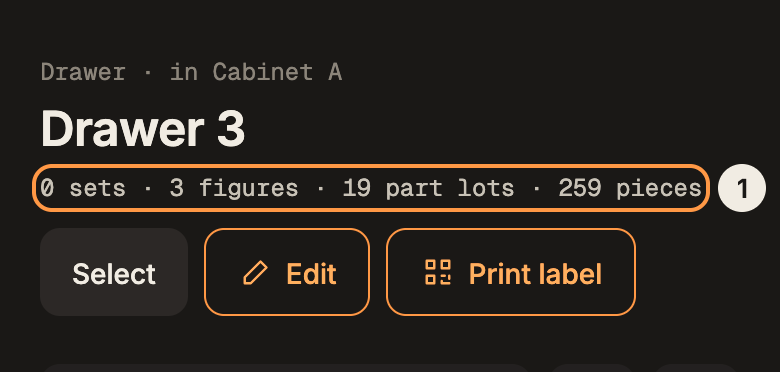 Drawer · in Cabinet A
Drawer 3
0 sets · 3 figures · 19 part lots · 259 pieces
1
Select
Edit
Print label